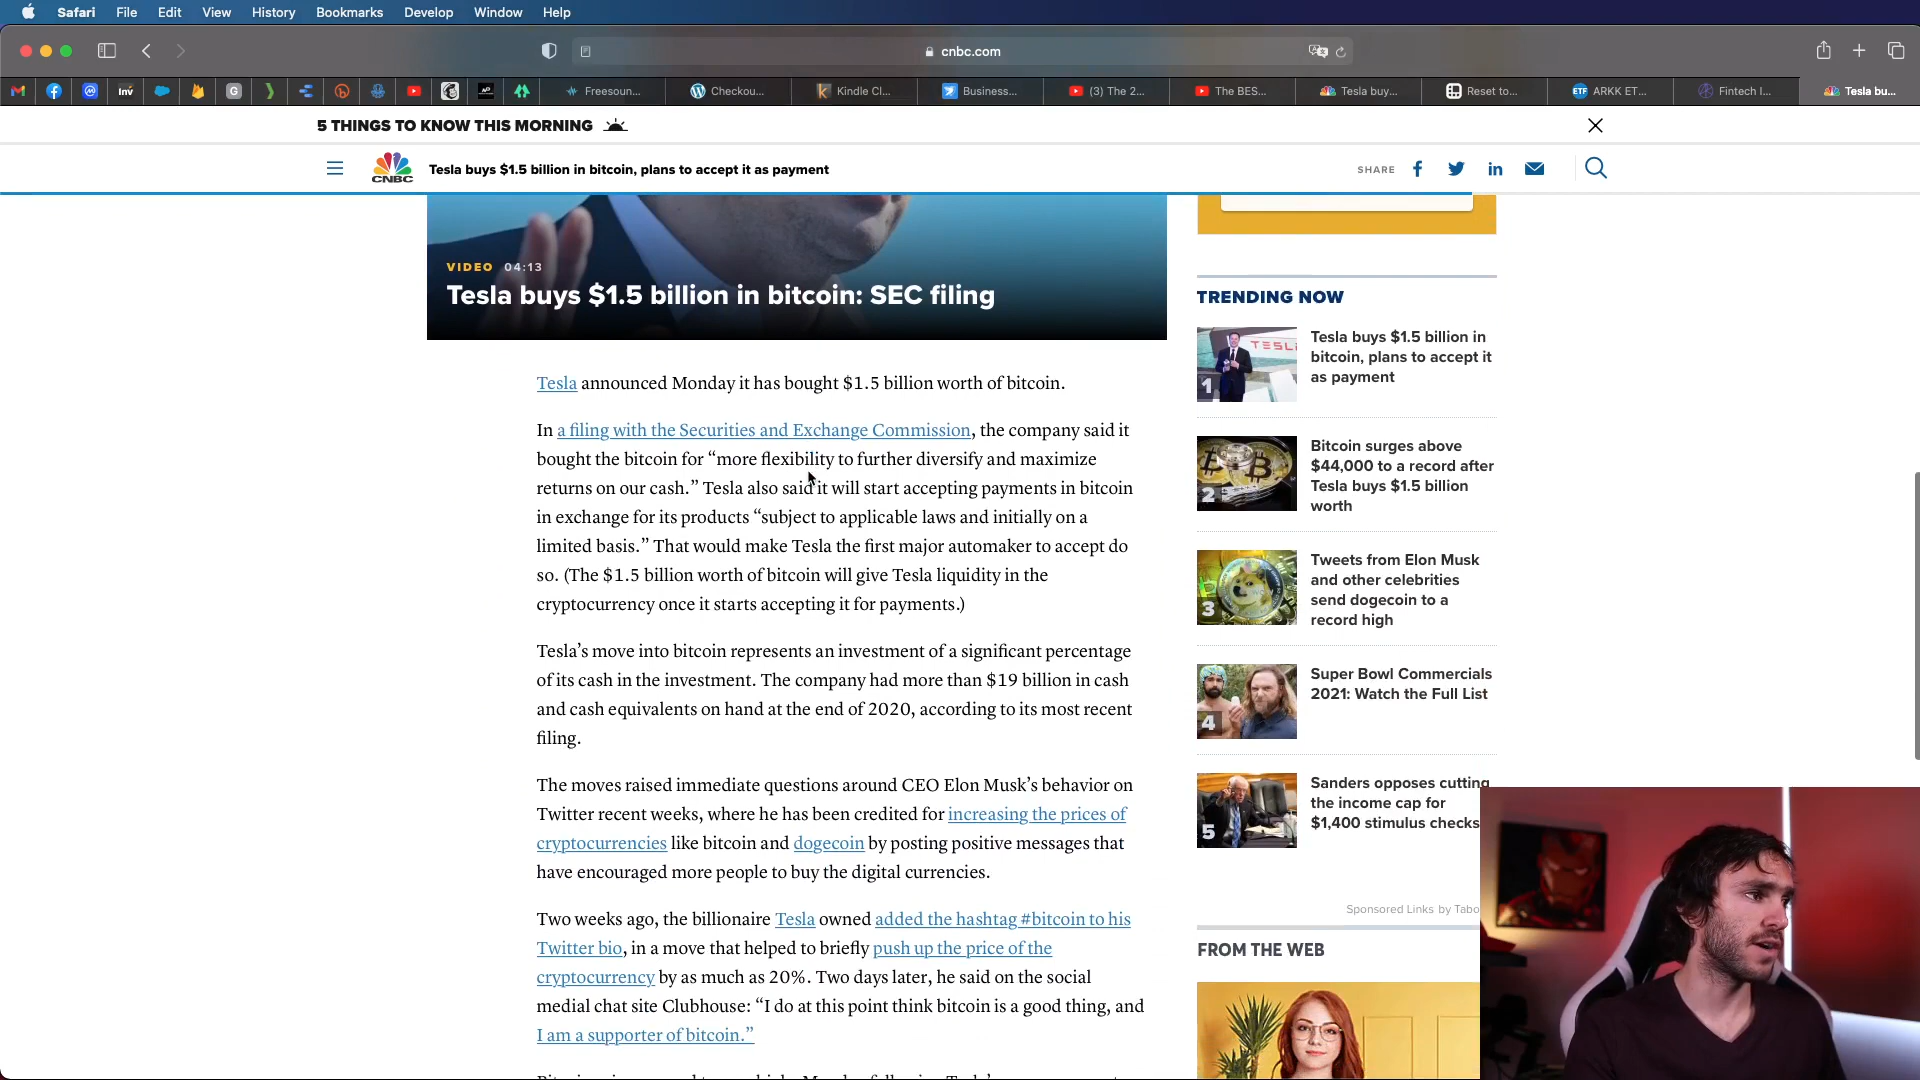 Safari File Edit View History Bookmarks Develop Window Help
cnbc.com
Inv
G
Freesoun...
Checkou...
Kindle Cl...
Business...
(3) The 2...
The BES...
Tesla buy...
Reset to...
ETF ARKK ET...
Fintech I...
Tesla bu...
5 THINGS TO KNOW THIS MORNING
CNBC
Tesla buys $1.5 billion in bitcoin, plans to accept it as payment
SHARE
VIDEO 04:13
Tesla buys $1.5 billion in bitcoin: SEC filing
Tesla announced Monday it has bought $1.5 billion worth of bitcoin.
In a filing with the Securities and Exchange Commission, the company said it
bought the bitcoin for “more flexibility to further diversify and maximize
returns on our cash.” Tesla also said it will start accepting payments in bitcoin
in exchange for its products “subject to applicable laws and initially on a
limited basis.” That would make Tesla the first major automaker to accept do
so. (The $1.5 billion worth of bitcoin will give Tesla liquidity in the
cryptocurrency once it starts accepting it for payments.)
Tesla’s move into bitcoin represents an investment of a significant percentage
of its cash in the investment. The company had more than $19 billion in cash
and cash equivalents on hand at the end of 2020, according to its most recent
filing.
The moves raised immediate questions around CEO Elon Musk’s behavior on
Twitter recent weeks, where he has been credited for increasing the prices of
cryptocurrencies like bitcoin and dogecoin by posting positive messages that
have encouraged more people to buy the digital currencies.
Two weeks ago, the billionaire Tesla owned added the hashtag #bitcoin to his
Twitter bio, in a move that helped to briefly push up the price of the
cryptocurrency by as much as 20%. Two days later, he said on the social
medial chat site Clubhouse: “I do at this point think bitcoin is a good thing, and
I am a supporter of bitcoin.”
TRENDING NOW
TESL
1
Tesla buys $1.5 billion in
bitcoin, plans to accept it
as payment
2
Bitcoin surges above
$44,000 to a record after
Tesla buys $1.5 billion
worth
3
Tweets from Elon Musk
and other celebrities
send dogecoin to a
record high
4
Super Bowl Commercials
2021: Watch the Full List
5
Sanders opposes cutting
the income cap for
$1,400 stimulus checks
Sponsored Links by Tabo
FROM THE WEB